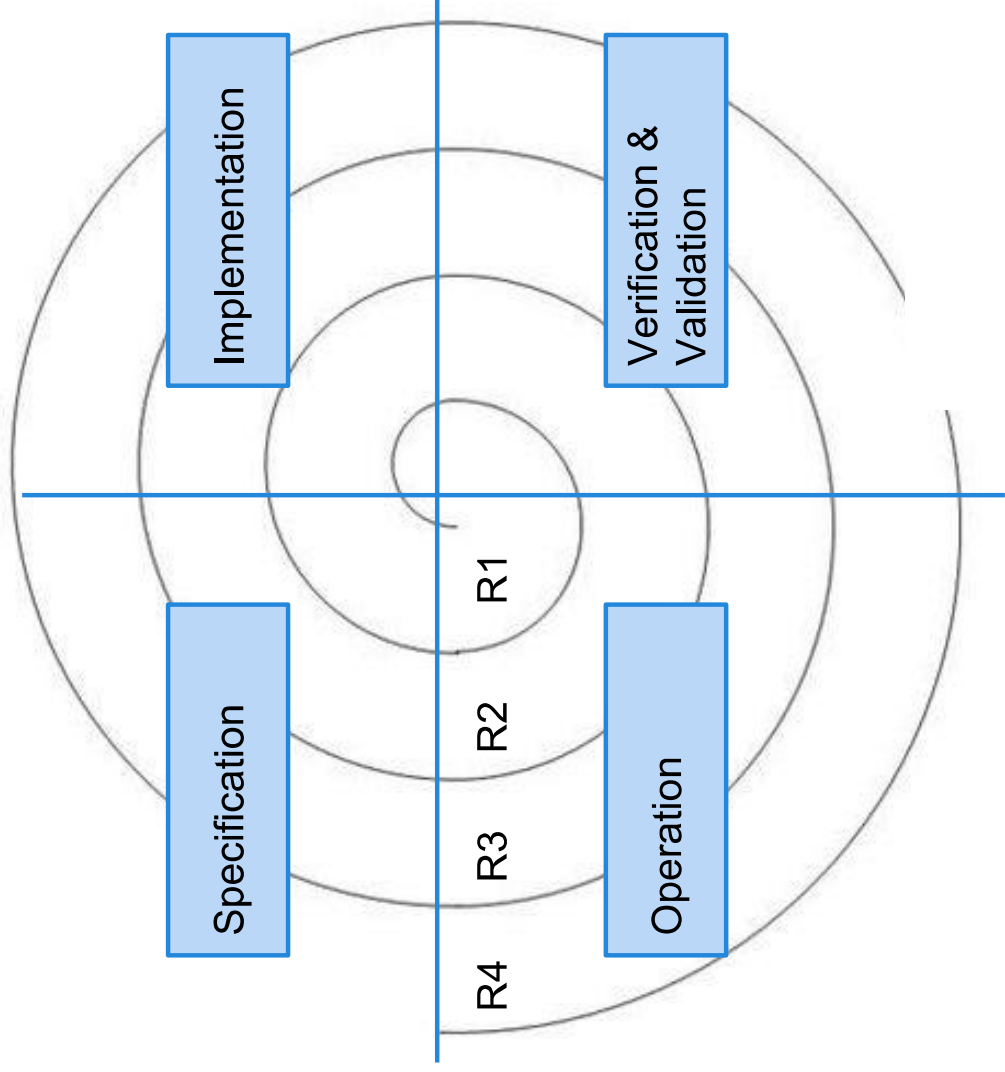 Specification
Implementation
R4
R3
R2
R1
Operation
Verification &
Validation